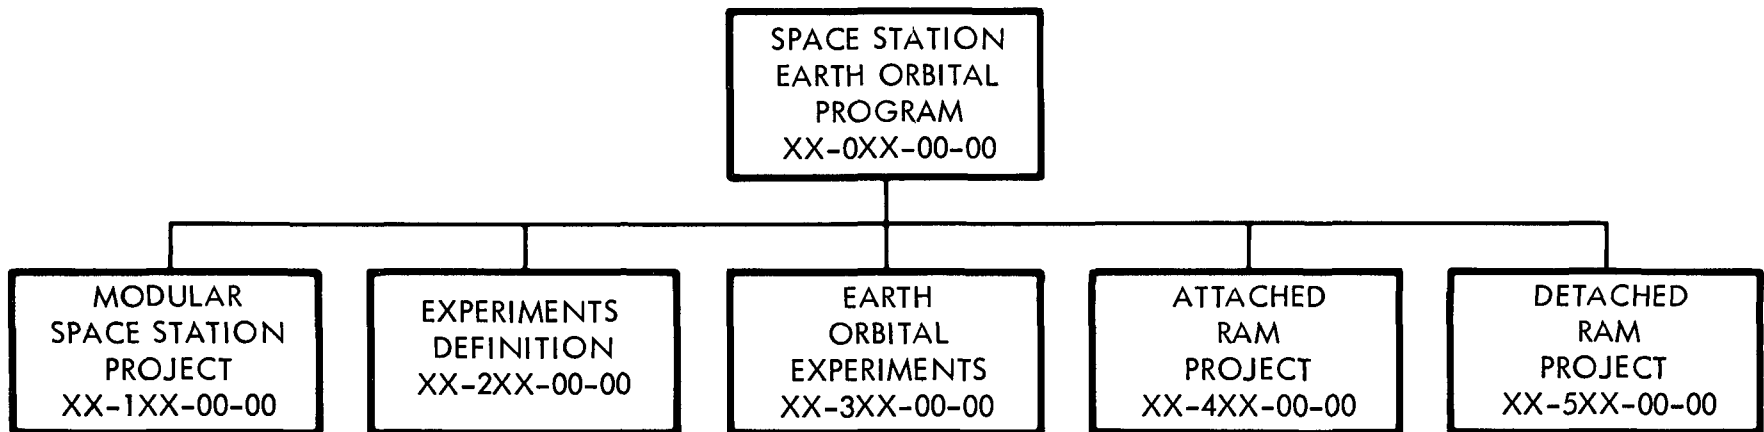 SPACE STATION
EARTH ORBITAL
PROGRAM
XX-0XX-00-00
MODULAR
SPACE STATION
PROJECT
XX-1XX-00-00
EXPERIMENTS
DEFINITION
XX-2XX-00-00
EARTH
ORBITAL
EXPERIMENTS
XX-3XX-00-00
ATTACHED
RAM
PROJECT
XX-4XX-00-00
DETACHED
RAM
PROJECT
XX-5XX-00-00